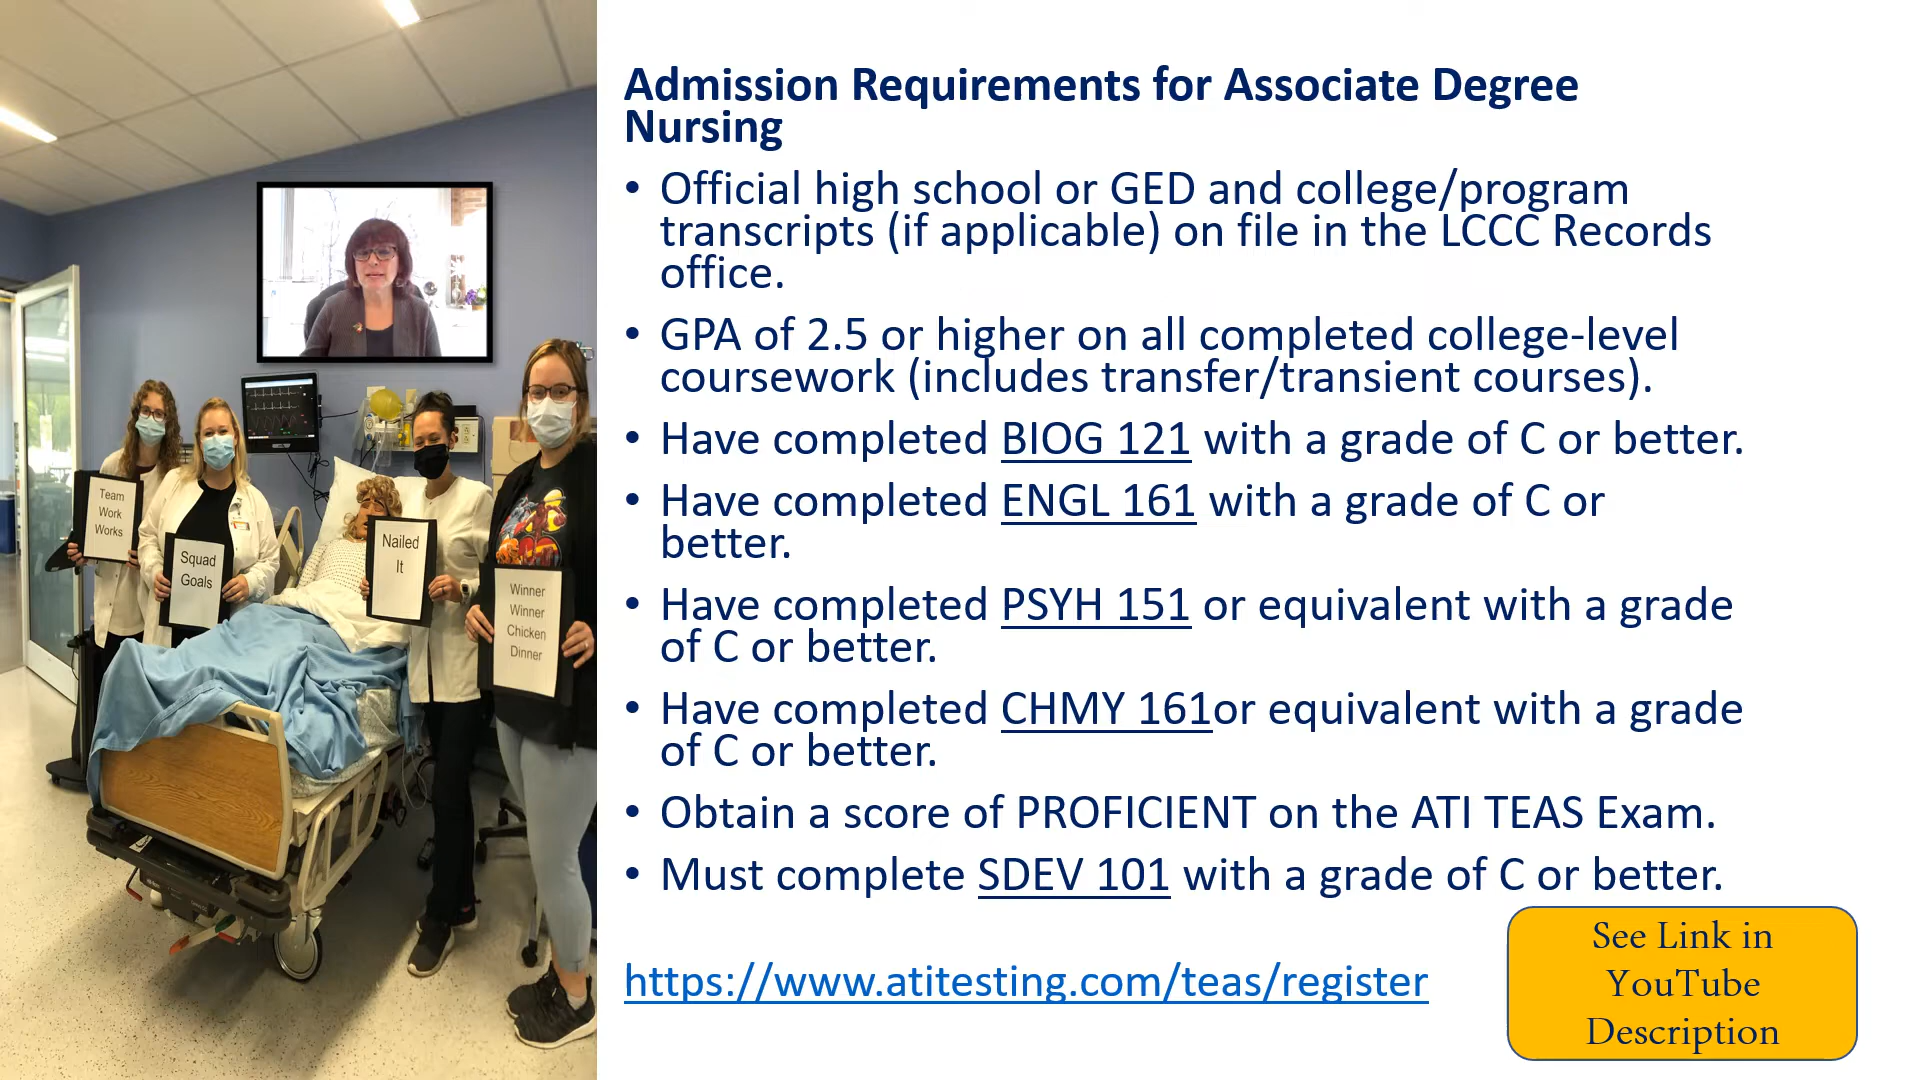 Admission Requirements for Associate Degree
Nursing
• Official high school or GED and college/program
transcripts (if applicable) on file in the LCCC Records
office.
• GPA of 2.5 or higher on all completed college-level
coursework (includes transfer/transient courses).
• Have completed BIOG 121 with a grade of C or better.
• Have completed ENGL 161 with a grade of C or
better.
• Have completed PSYH 151 or equivalent with a grade
of C or better.
• Have completed CHMY 161or equivalent with a grade
of C or better.
• Obtain a score of PROFICIENT on the ATI TEAS Exam.
• Must complete SDEV 101 with a grade of C or better.
https://www.atitesting.com/teas/register
See Link in
YouTube
Description
Team
Work
Works
Squad
Goals
Nailed
It
Winner
Winner
Chicken
Dinner